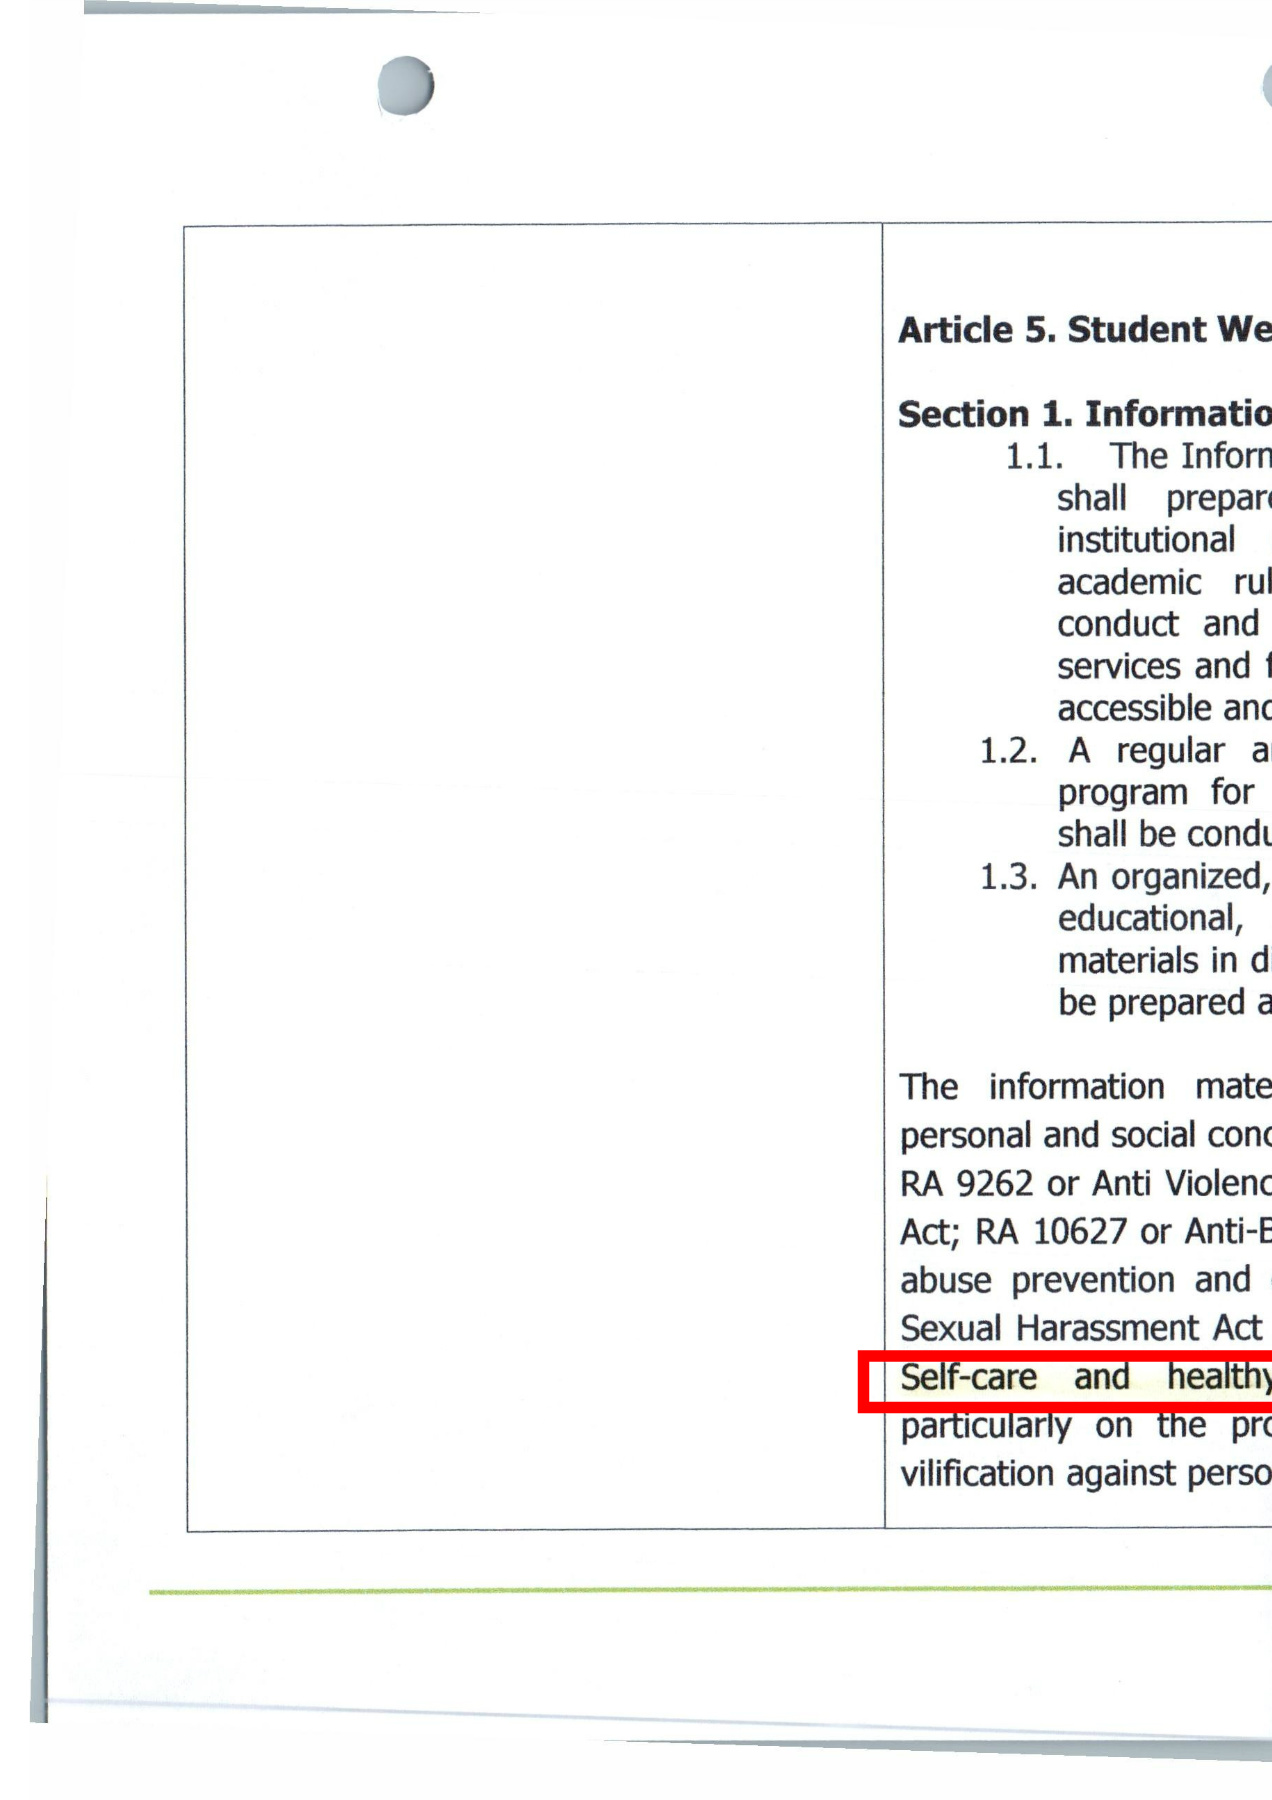 Article 5. Student We
Section 1. Informatio
1.1. The Inform
shall prepare
institutional
academic rul
conduct and
services and f
accessible and
1.2. A regular a
program for
shall be condu
1.3. An organized,
educational,
materials in d
be prepared a
The information mate
personal and social conc
RA 9262 or Anti Violenc
Act; RA 10627 or Anti-B
abuse prevention and
Sexual Harassment Act
Self-care and healthy
particularly on the pro
vilification against perso